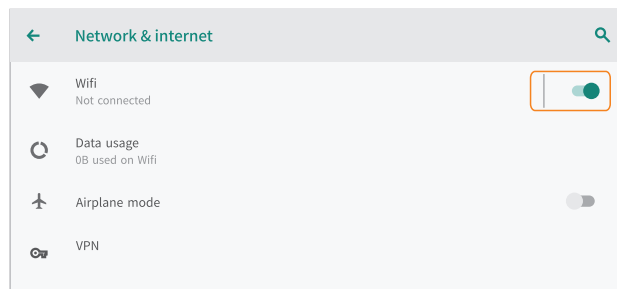 Network & internet
Wifi
Not connected
Data usage
0B used on Wifi
Airplane mode
VPN